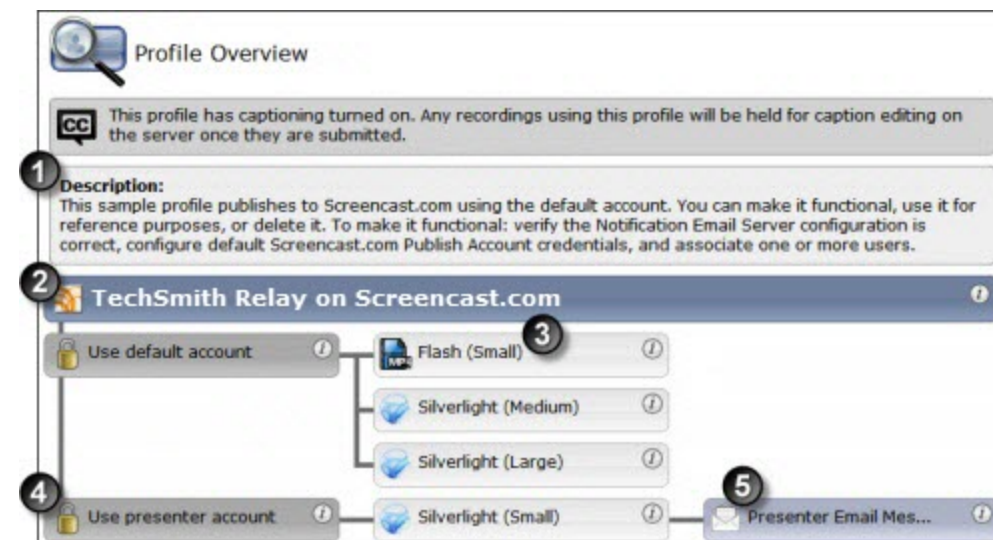 Profile Overview
CC
This profile has captioning turned on. Any recordings using this profile will be held for caption editing on
the server once they are submitted.
1
Description:
This sample profile publishes to Screencast.com using the default account. You can make it functional, use it for
reference purposes, or delete it. To make it functional: verify the Notification Email Server configuration is
correct, configure default Screencast.com Publish Account credentials, and associate one or more users.
2
TechSmith Relay on Screencast.com i
Use default account i
Flash (Small) 3 i
Silverlight (Medium) i
Silverlight (Large) i
4
Use presenter account i
Silverlight (Small) i
5
Presenter Email Mes... i